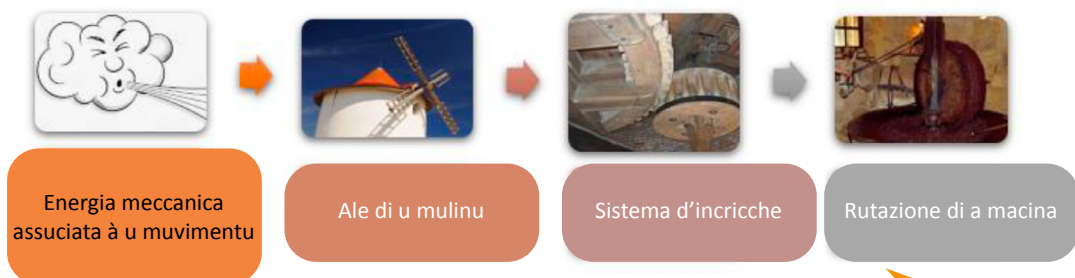 Energia meccanica
assuciata à u muvimentu
Ale di u mulinu
Sistema d’incricche
Rutazione di a macina